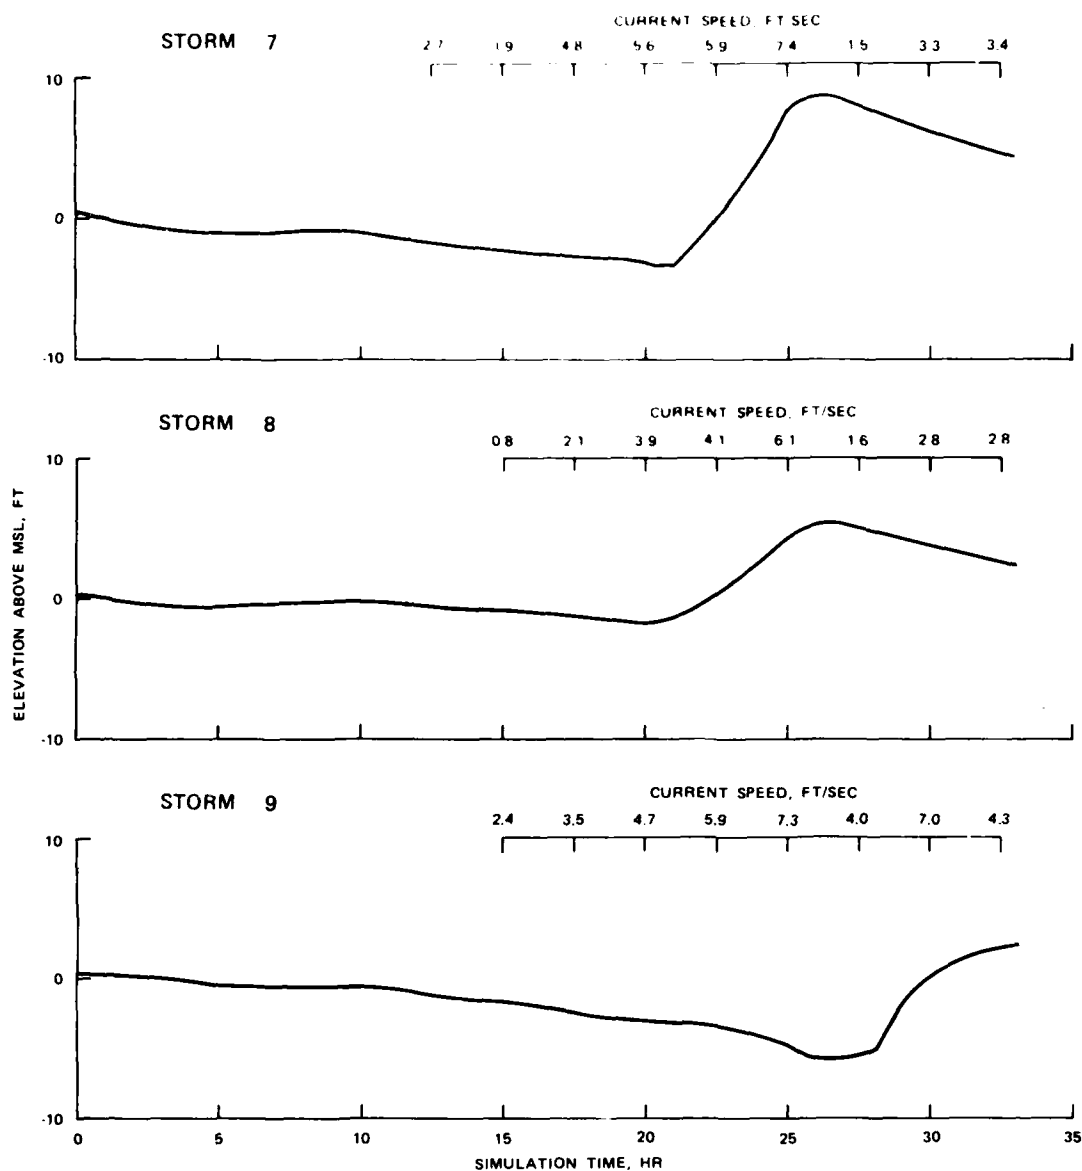 CURRENT SPEED, FT SEC
STORM 7
2.7 1.9 4.8 5.6 5.9 7.4 1.5 3.3 3.4
10
0
-10
CURRENT SPEED, FT/SEC
STORM 8
0.8 2.1 3.9 4.1 6.1 1.6 2.8 2.8
10
0
-10
ELEVATION ABOVE MSL, FT
CURRENT SPEED, FT/SEC
STORM 9
2.4 3.5 4.7 5.9 7.3 4.0 7.0 4.3
10
0
-10
0 5 10 15 20 25 30 35
SIMULATION TIME, HR